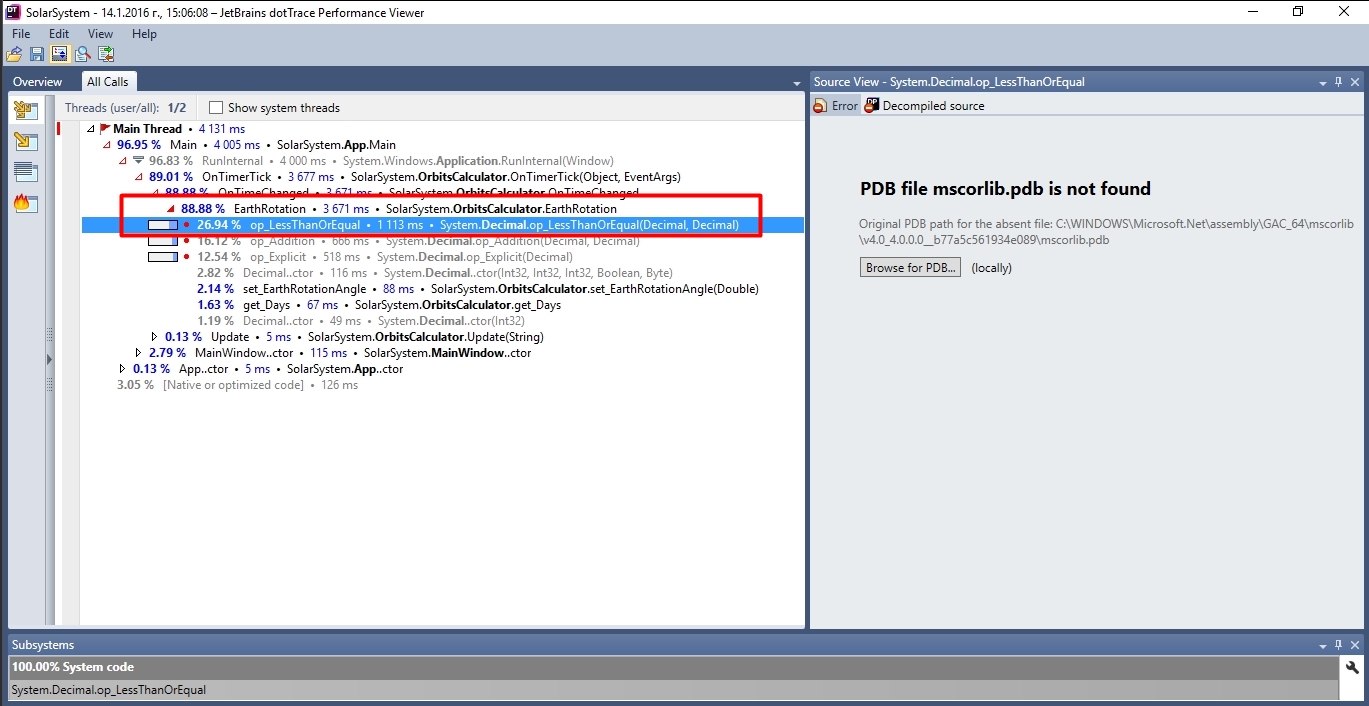 SolarSystem - 14.1.2016 г., 15:06:08 – JetBrains dotTrace Performance Viewer
File Edit View Help
Overview All Calls
Threads (user/all): 1/2 Show system threads
Main Thread • 4 131 ms
96.95 % Main • 4 005 ms • SolarSystem.App.Main
96.83 % RunInternal • 4 000 ms • System.Windows.Application.RunInternal(Window)
89.01 % OnTimerTick • 3 677 ms • SolarSystem.OrbitsCalculator.OnTimerTick(Object, EventArgs)
88.88 % OnTimeChanged • 3 671 ms • SolarSystem.OrbitsCalculator.OnTimeChanged
88.88 % EarthRotation • 3 671 ms • SolarSystem.OrbitsCalculator.EarthRotation
26.94 % op_LessThanOrEqual • 1 113 ms • System.Decimal.op_LessThanOrEqual(Decimal, Decimal)
16.12 % op_Addition • 666 ms • System.Decimal.op_Addition(Decimal, Decimal)
12.54 % op_Explicit • 518 ms • System.Decimal.op_Explicit(Decimal)
2.82 % Decimal..ctor • 116 ms • System.Decimal..ctor(Int32, Int32, Int32, Boolean, Byte)
2.14 % set_EarthRotationAngle • 88 ms • SolarSystem.OrbitsCalculator.set_EarthRotationAngle(Double)
1.63 % get_Days • 67 ms • SolarSystem.OrbitsCalculator.get_Days
1.19 % Decimal..ctor • 49 ms • System.Decimal..ctor(Int32)
0.13 % Update • 5 ms • SolarSystem.OrbitsCalculator.Update(String)
2.79 % MainWindow..ctor • 115 ms • SolarSystem.MainWindow..ctor
0.13 % App..ctor • 5 ms • SolarSystem.App..ctor
3.05 % [Native or optimized code] • 126 ms
Source View - System.Decimal.op_LessThanOrEqual
Error Decompiled source
PDB file mscorlib.pdb is not found
Original PDB path for the absent file: C:\WINDOWS\Microsoft.Net\assembly\GAC_64\mscorlib
\v4.0_4.0.0.0__b77a5c561934e089\mscorlib.pdb
Browse for PDB... (locally)
Subsystems
100.00% System code
System.Decimal.op_LessThanOrEqual